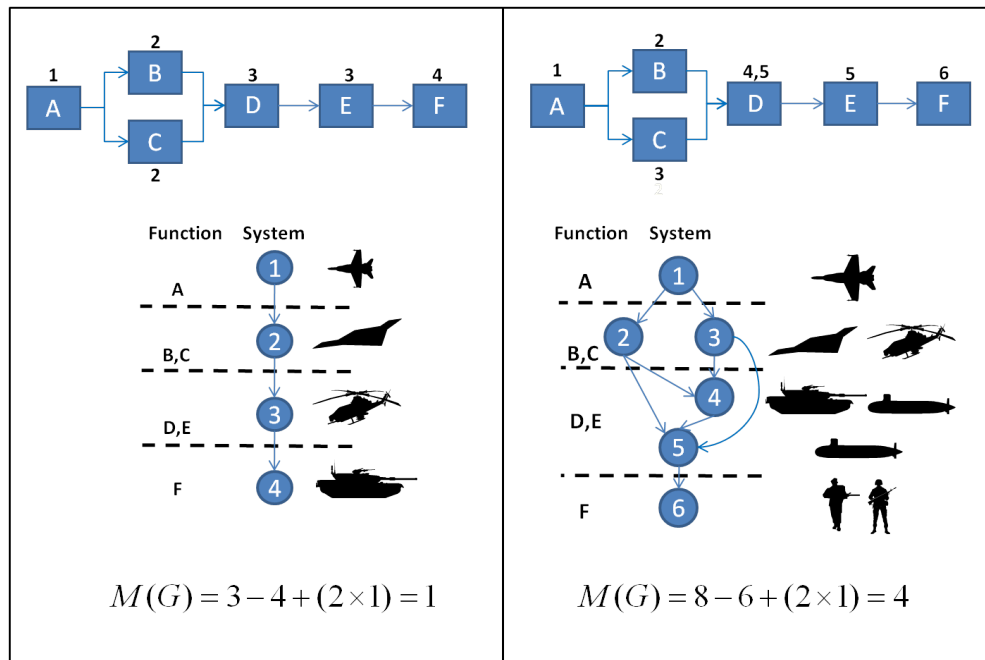 2
1
B
3
3
4
A
D
E
F
C
2
Function System
1
A
2
B,C
3
D,E
F
4
M(G) = 3 − 4 + (2 × 1) = 1
2
1
B
4,5
5
6
A
D
E
F
C
3
Function System
1
A
2
3
B,C
4
D,E
5
F
6
M(G) = 8 − 6 + (2 × 1) = 4